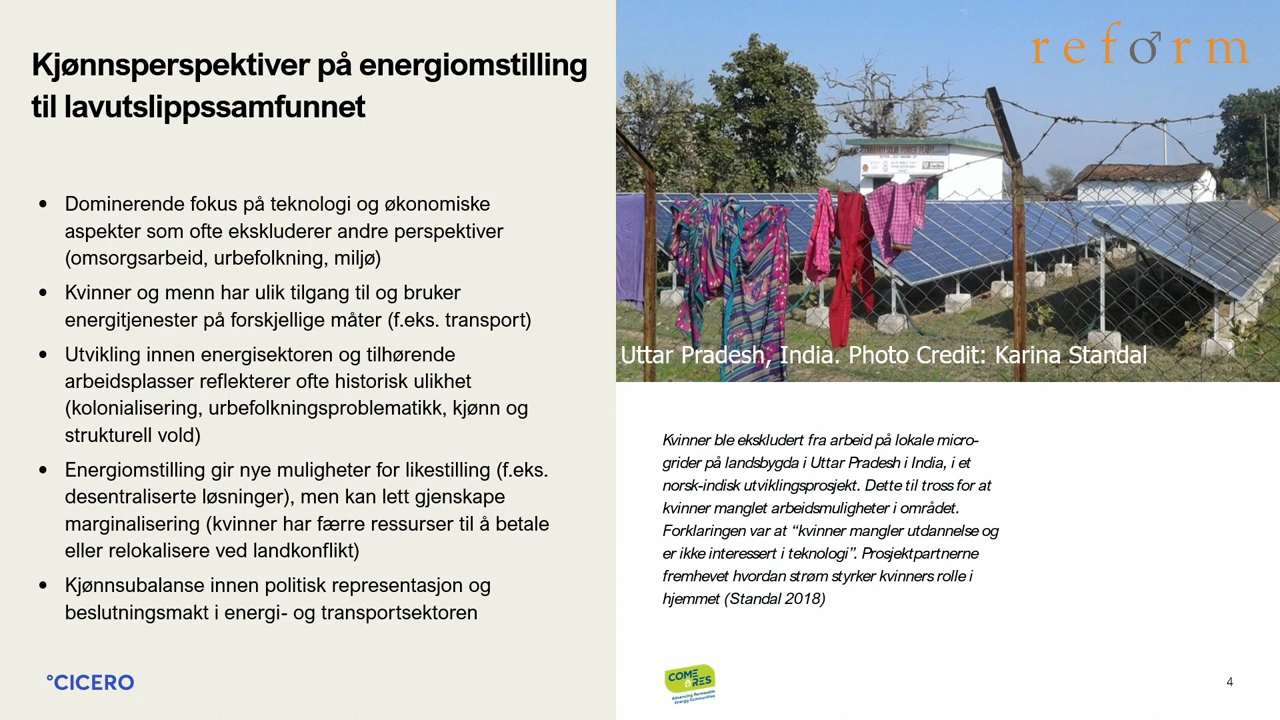 Kjønnsperspektiver på energiomstilling
til lavutslippssamfunnet
• Dominerende fokus på teknologi og økonomiske
aspekter som ofte ekskluderer andre perspektiver
(omsorgsarbeid, urbefolkning, miljø)
• Kvinner og menn har ulik tilgang til og bruker
energitjenester på forskjellige måter (f.eks. transport)
• Utvikling innen energisektoren og tilhørende
arbeidsplasser reflekterer ofte historisk ulikhet
(kolonialisering, urbefolkningsproblematikk, kjønn og
strukturell vold)
• Energiomstilling gir nye muligheter for likestilling (f.eks.
desentraliserte løsninger), men kan lett gjenskape
marginalisering (kvinner har færre ressurser til å betale
eller relokalisere ved landkonflikt)
• Kjønnsubalanse innen politisk representasjon og
beslutningsmakt i energi- og transportsektoren
°CICERO
reform
Uttar Pradesh, India. Photo Credit: Karina Standal
Kvinner ble ekskludert fra arbeid på lokale micro-
grider på landsbygda i Uttar Pradesh i India, i et
norsk-indisk utviklingsprosjekt. Dette til tross for at
kvinner manglet arbeidsmuligheter i området.
Forklaringen var at “kvinner mangler utdannelse og
er ikke interessert i teknologi”. Prosjektpartnerne
fremhevet hvordan strøm styrker kvinners rolle i
hjemmet (Standal 2018)
COME
RES
Advancing Renewable
Energy Communities
4